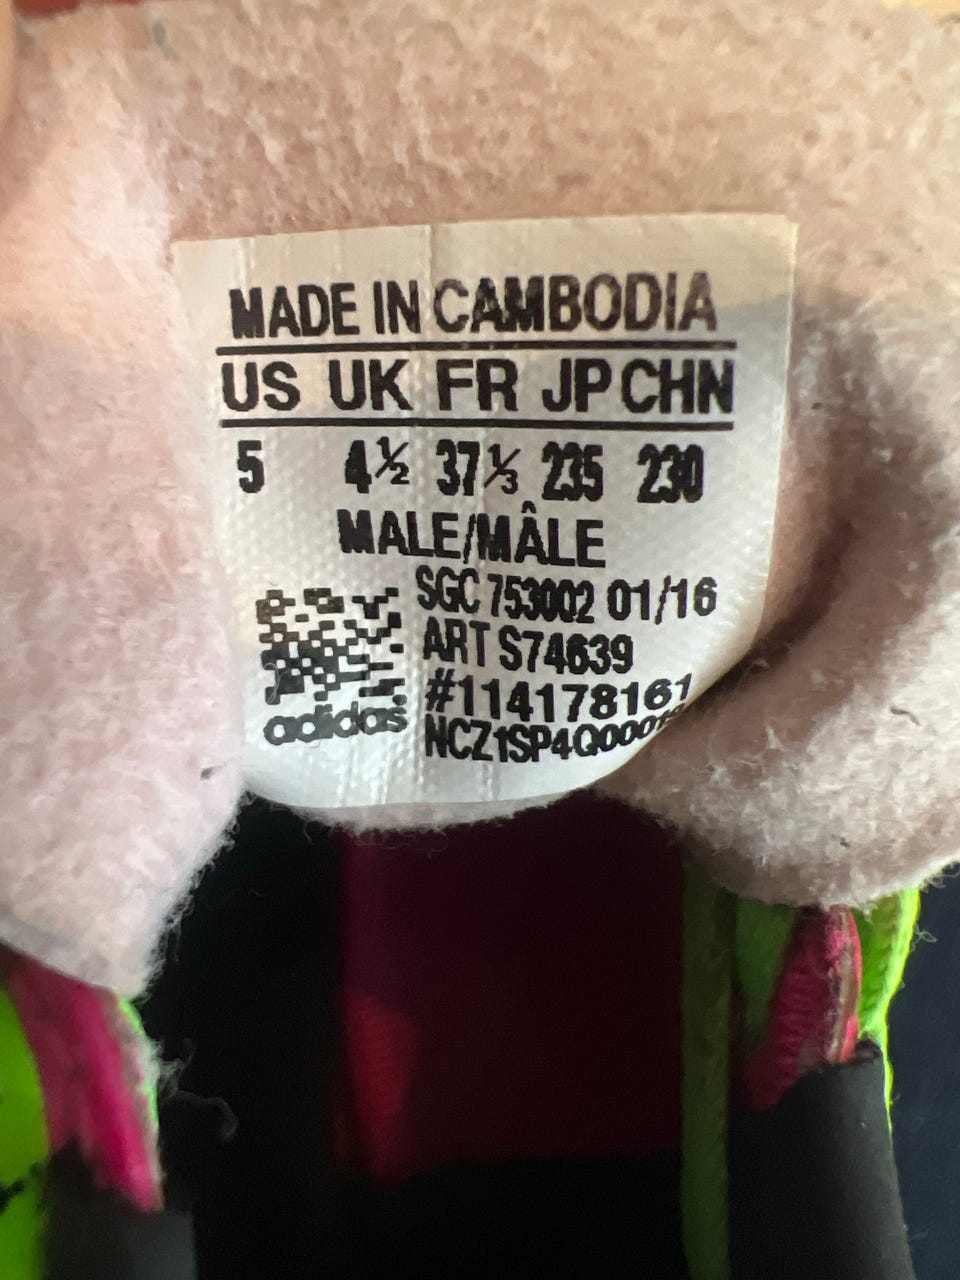 MADE IN CAMBODIA
US UK FR JP CHN
5 4½ 37⅓ 235 230
MALE/MÂLE
SGC 753002 01/16
ART S74639
#114178161
adidas